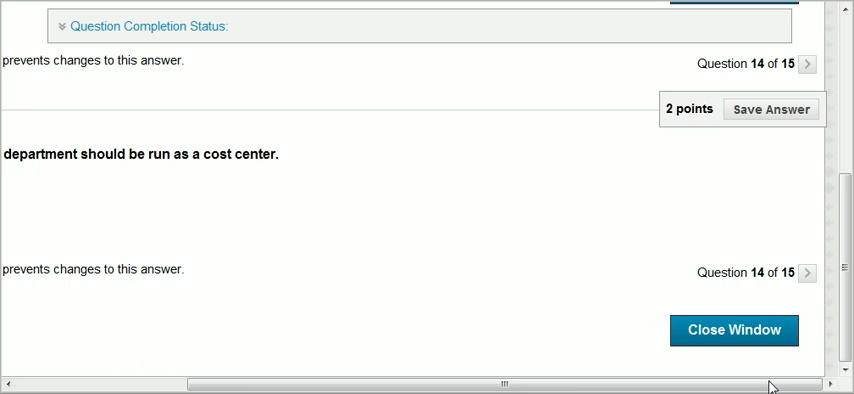 Question Completion Status:
prevents changes to this answer.
Question 14 of 15
2 points
Save Answer
department should be run as a cost center.
prevents changes to this answer.
Question 14 of 15
Close Window